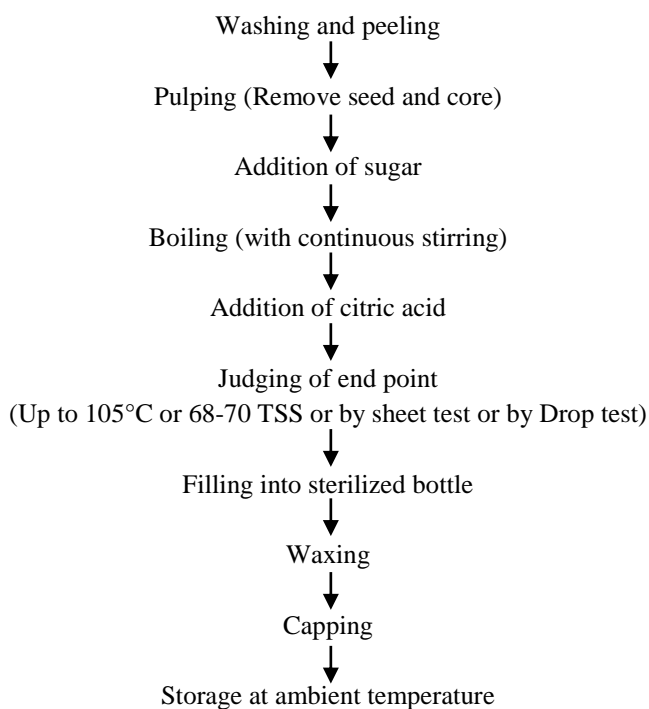 Washing and peeling
Pulping (Remove seed and core)
Addition of sugar
Boiling (with continuous stirring)
Addition of citric acid
Judging of end point
(Up to 105°C or 68-70 TSS or by sheet test or by Drop test)
Filling into sterilized bottle
Waxing
Capping
Storage at ambient temperature